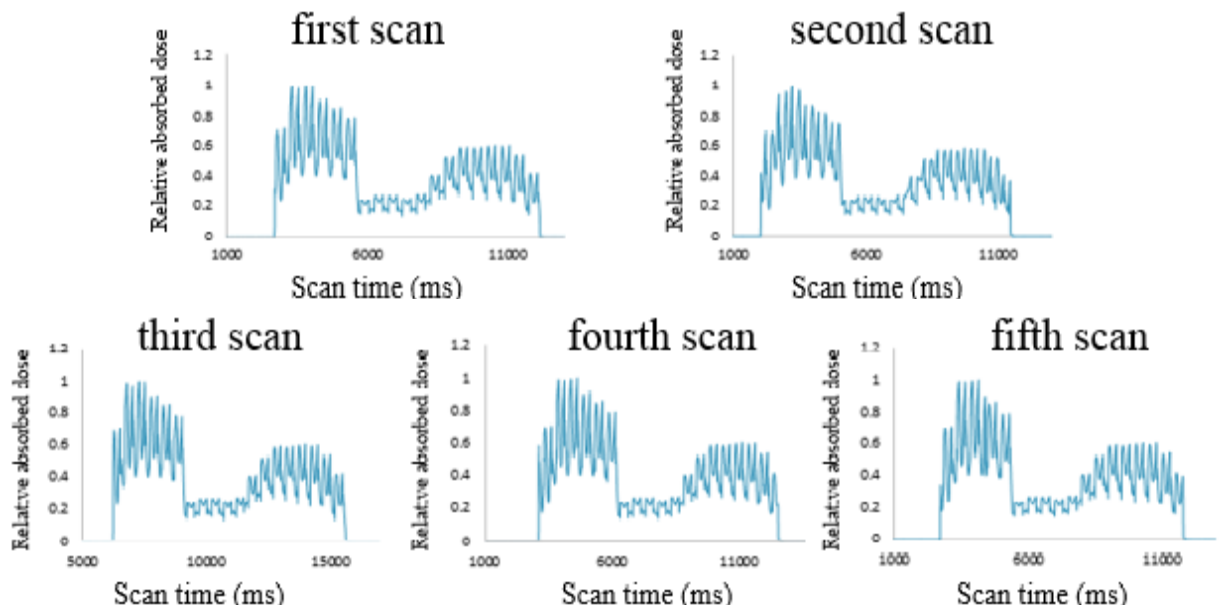 first scan
Relative absorbed dose
1.2
1
0.8
0.6
0.4
0.2
0
1000 6000 11000
Scan time (ms)
second scan
Relative absorbed dose
1.2
1
0.8
0.6
0.4
0.2
0
1000 6000 11000
Scan time (ms)
third scan
Relative absorbed dose
1.2
1
0.8
0.6
0.4
0.2
0
5000 10000 15000
Scan time (ms)
fourth scan
Relative absorbed dose
1.2
1
0.8
0.6
0.4
0.2
0
1000 6000 11000
Scan time (ms)
fifth scan
Relative absorbed dose
1.2
1
0.8
0.6
0.4
0.2
0
1000 6000 11000
Scan time (ms)